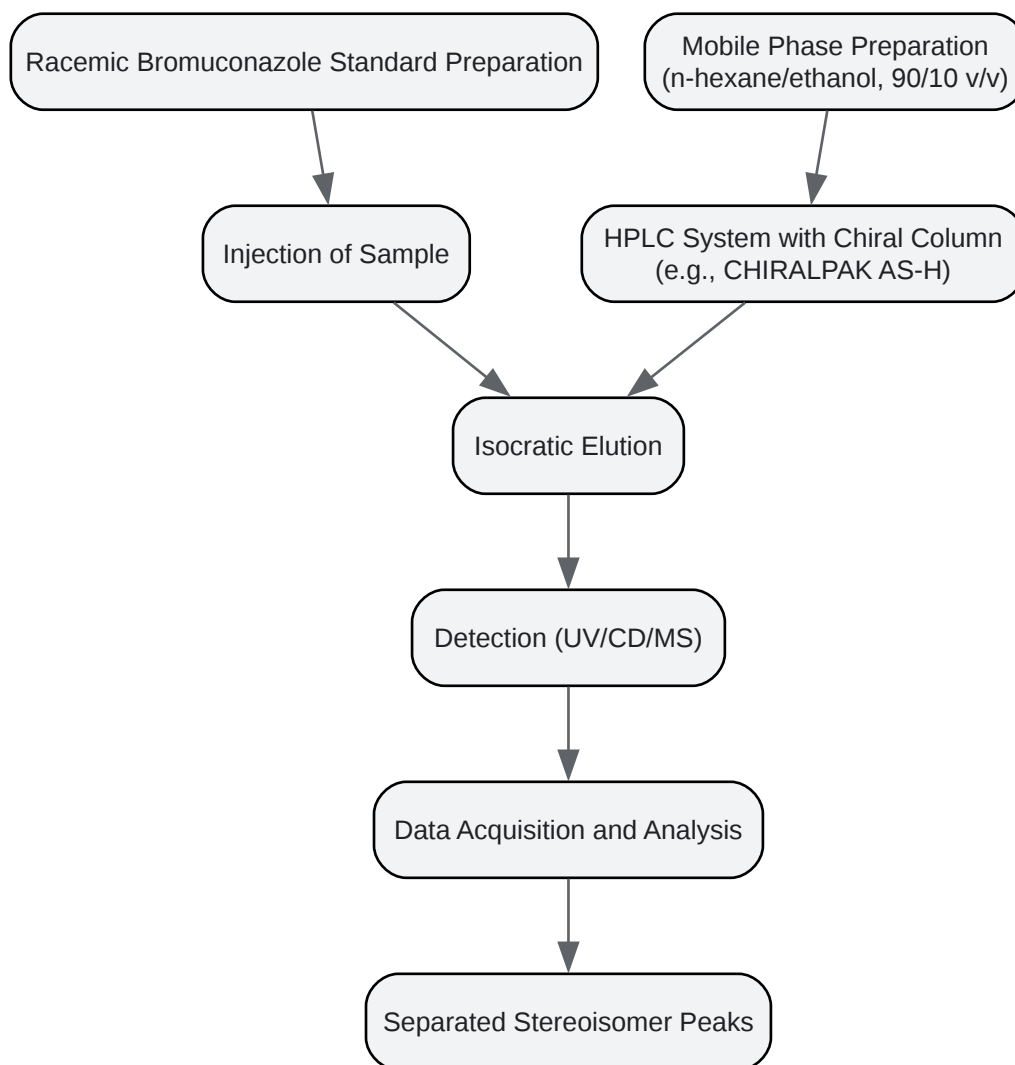 Racemic Bromuconazole Standard Preparation
Mobile Phase Preparation
(n-hexane/ethanol, 90/10 v/v)
Injection of Sample
HPLC System with Chiral Column
(e.g., CHIRALPAK AS-H)
Isocratic Elution
Detection (UV/CD/MS)
Data Acquisition and Analysis
Separated Stereoisomer Peaks